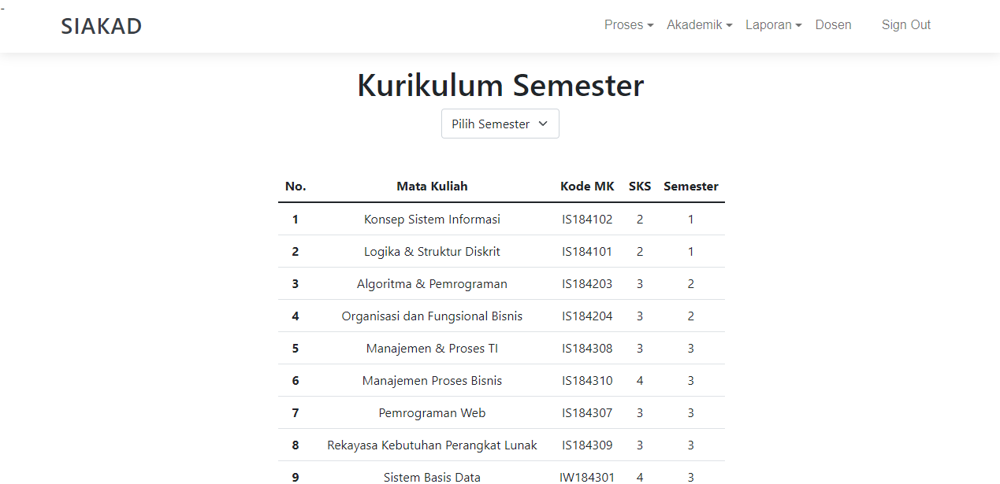 -
SIAKAD Proses Akademik Laporan Dosen Sign Out
Kurikulum Semester
Pilih Semester
No. Mata Kuliah Kode MK SKS Semester
1 Konsep Sistem Informasi IS184102 2 1
2 Logika & Struktur Diskrit IS184101 2 1
3 Algoritma & Pemrograman IS184203 3 2
4 Organisasi dan Fungsional Bisnis IS184204 3 2
5 Manajemen & Proses TI IS184308 3 3
6 Manajemen Proses Bisnis IS184310 4 3
7 Pemrograman Web IS184307 3 3
8 Rekayasa Kebutuhan Perangkat Lunak IS184309 3 3
9 Sistem Basis Data IW184301 4 3